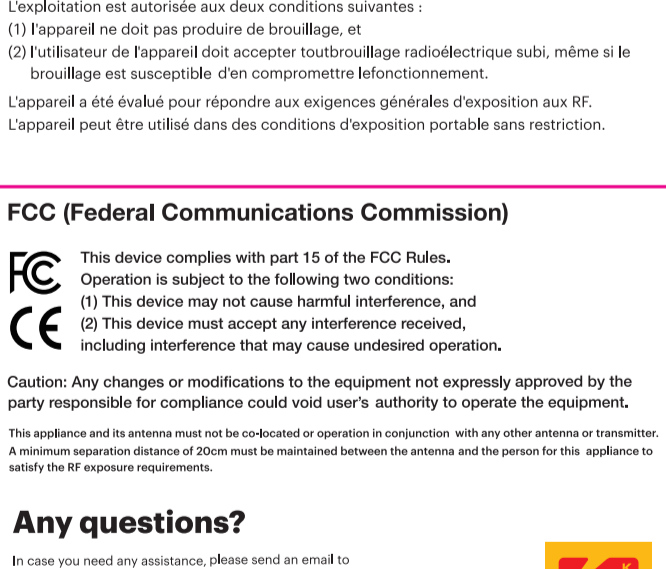 L'exploitation est autorisée aux deux conditions suivantes :
(1) l'appareil ne doit pas produire de brouillage, et
(2) l'utilisateur de l'appareil doit accepter toutbrouillage radioélectrique subi, même si le
brouillage est susceptible d'en compromettre lefonctionnement.
L'appareil a été évalué pour répondre aux exigences générales d'exposition aux RF.
L'appareil peut être utilisé dans des conditions d'exposition portable sans restriction.
FCC (Federal Communications Commission)
FC
CE
This device complies with part 15 of the FCC Rules.
Operation is subject to the following two conditions:
(1) This device may not cause harmful interference, and
(2) This device must accept any interference received,
including interference that may cause undesired operation.
Caution: Any changes or modifications to the equipment not expressly approved by the
party responsible for compliance could void user's authority to operate the equipment.
This appliance and its antenna must not be co-located or operation in conjunction with any other antenna or transmitter.
A minimum separation distance of 20cm must be maintained between the antenna and the person for this appliance to
satisfy the RF exposure requirements.
Any questions?
In case you need any assistance, please send an email to
K